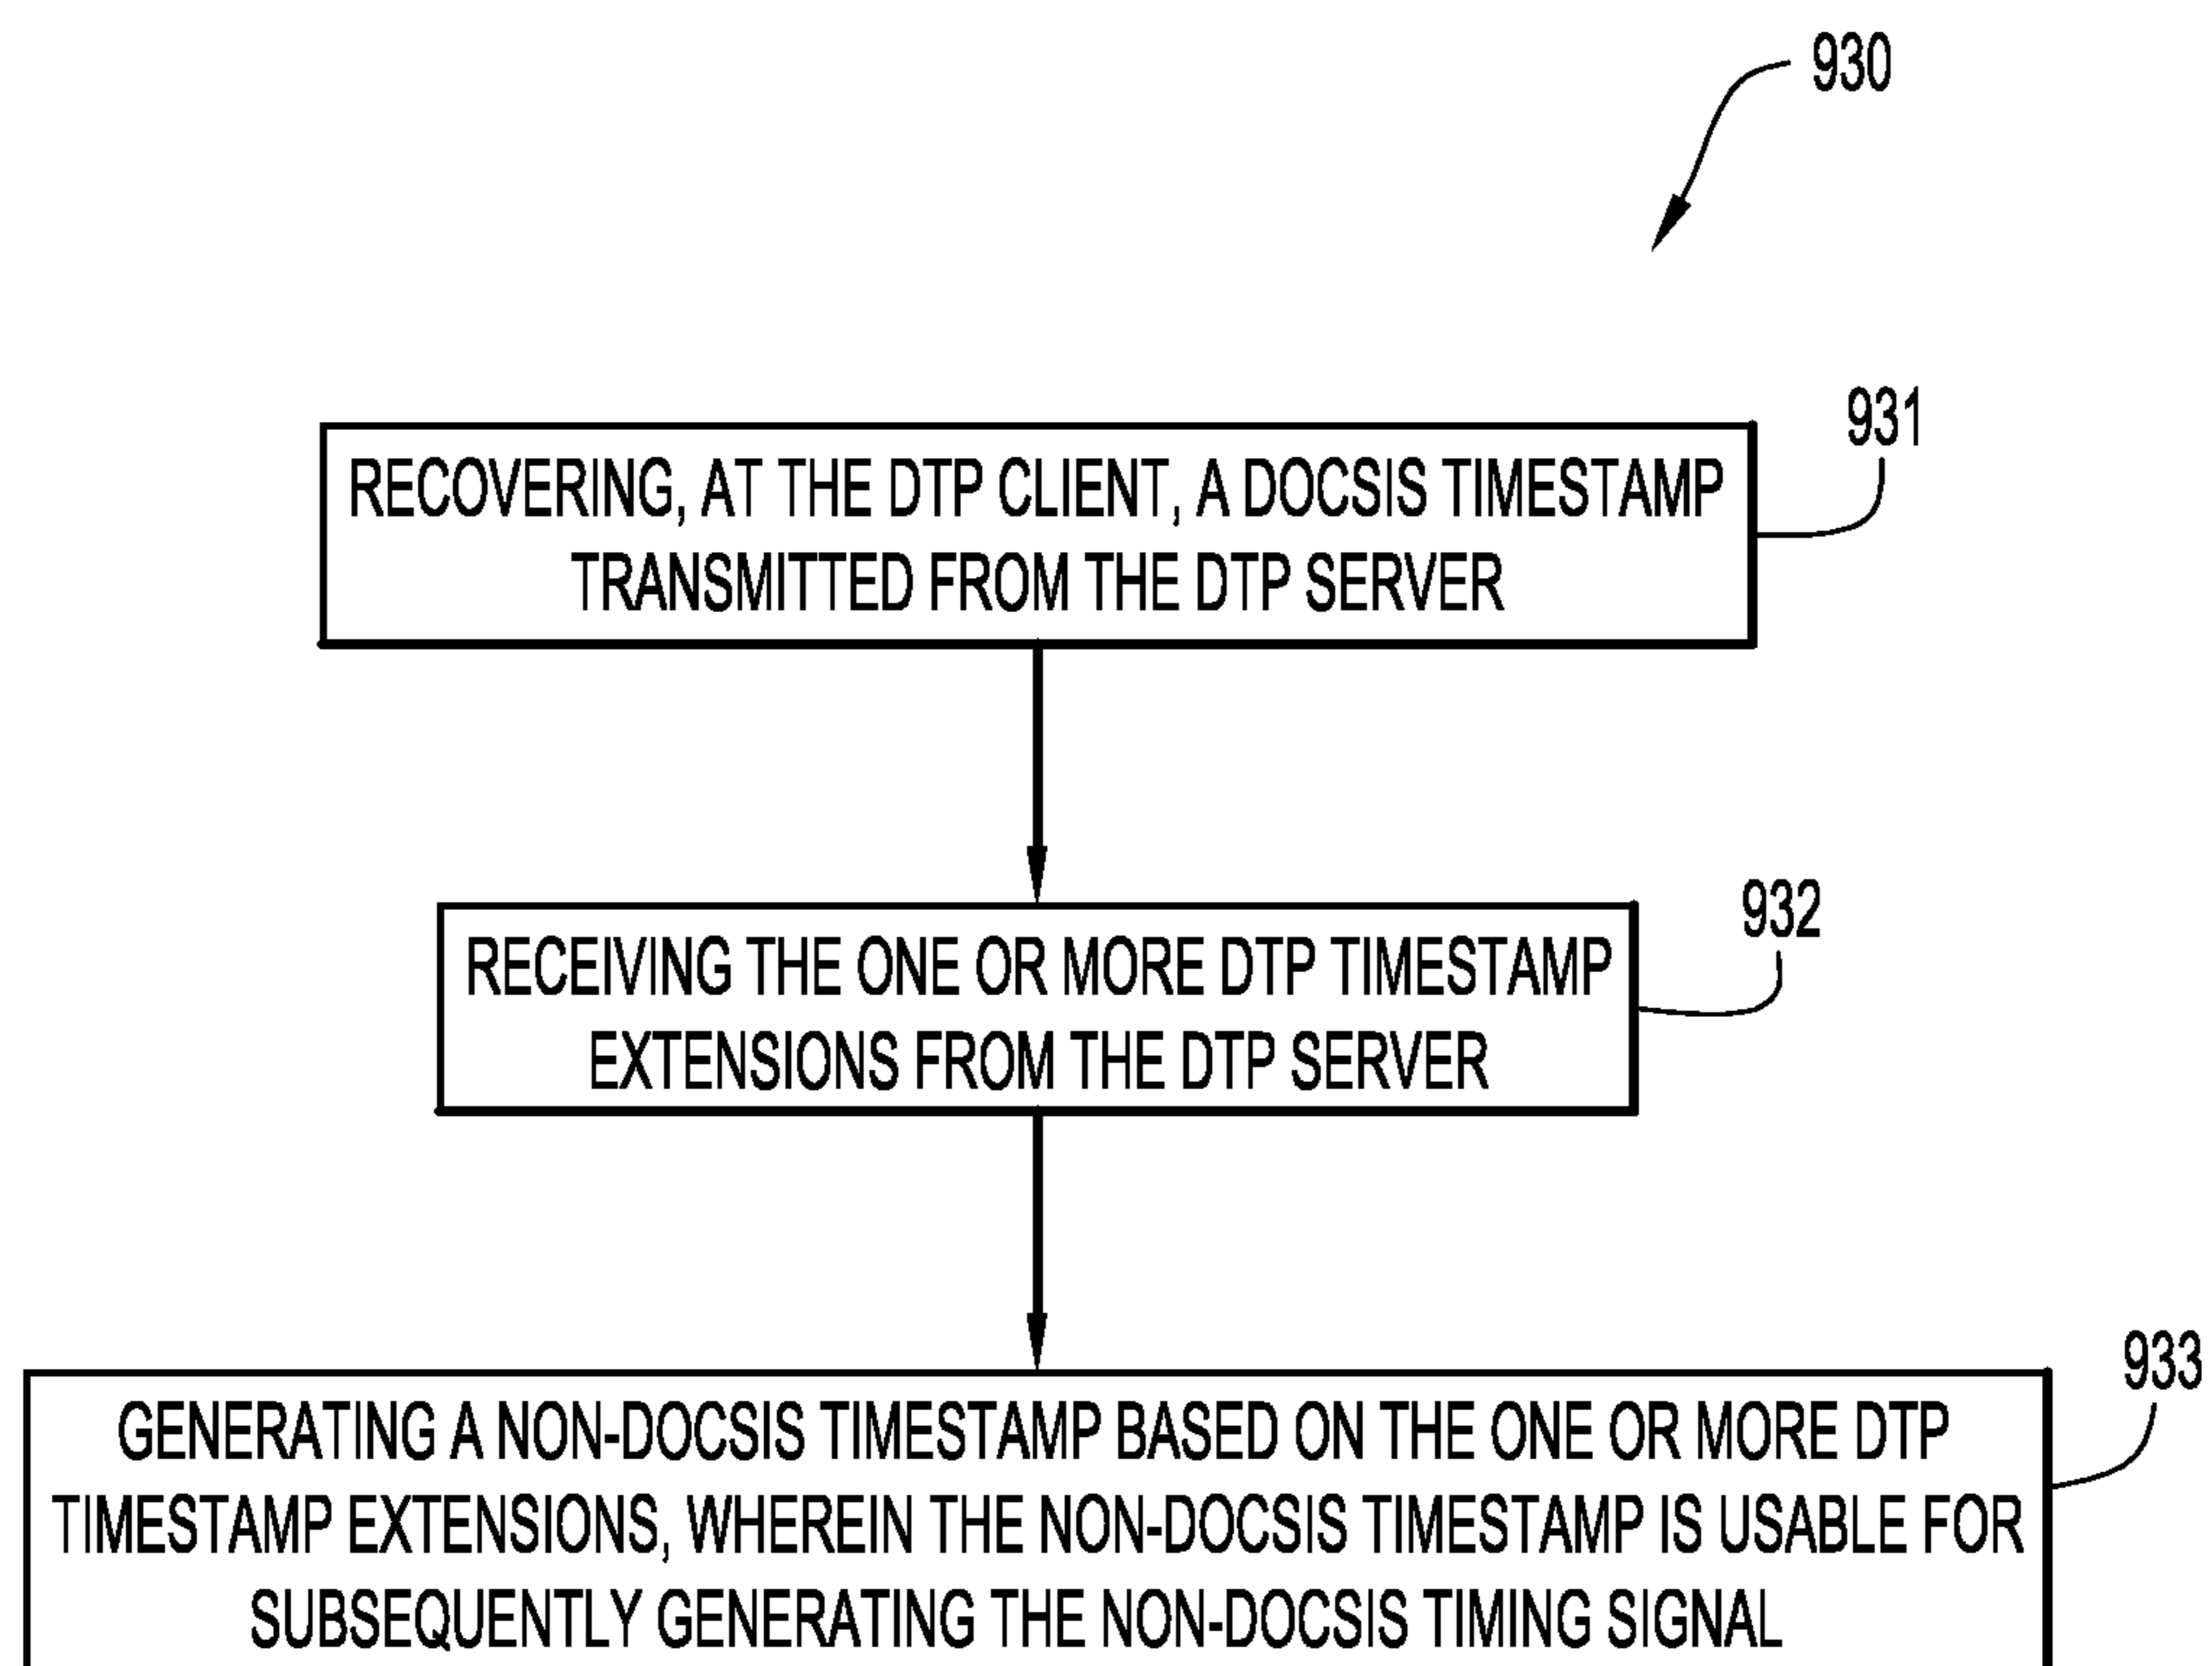 930
931
RECOVERING, AT THE DTP CLIENT, A DOCSIS TIMESTAMP
TRANSMITTED FROM THE DTP SERVER
932
RECEIVING THE ONE OR MORE DTP TIMESTAMP
EXTENSIONS FROM THE DTP SERVER
933
GENERATING A NON-DOCSIS TIMESTAMP BASED ON THE ONE OR MORE DTP
TIMESTAMP EXTENSIONS, WHEREIN THE NON-DOCSIS TIMESTAMP IS USABLE FOR
SUBSEQUENTLY GENERATING THE NON-DOCSIS TIMING SIGNAL